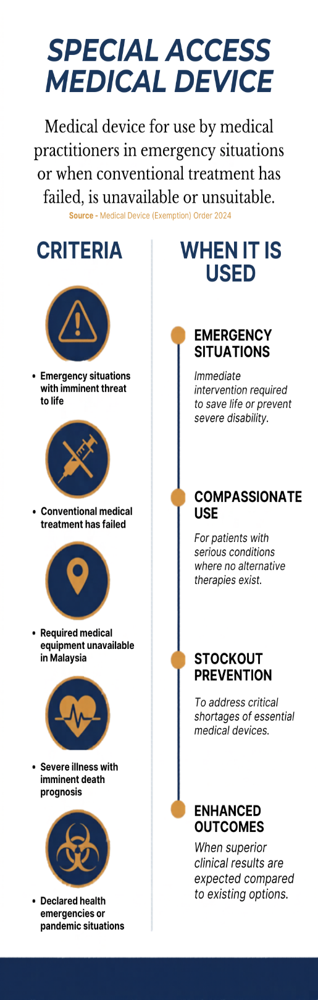 SPECIAL ACCESS
MEDICAL DEVICE
Medical device for use by medical
practitioners in emergency situations
or when conventional treatment has
failed, is unavailable or unsuitable.
Source - Medical Device (Exemption) Order 2024
CRITERIA
• Emergency situations
with imminent threat
to life
• Conventional medical
treatment has failed
• Required medical
equipment unavailable
in Malaysia
• Severe illness with
imminent death
prognosis
• Declared health
emergencies or
pandemic situations
WHEN IT IS
USED
EMERGENCY
SITUATIONS
Immediate
intervention required
to save life or prevent
severe disability.
COMPASSIONATE
USE
For patients with
serious conditions
where no alternative
therapies exist.
STOCKOUT
PREVENTION
To address critical
shortages of essential
medical devices.
ENHANCED
OUTCOMES
When superior
clinical results are
expected compared
to existing options.